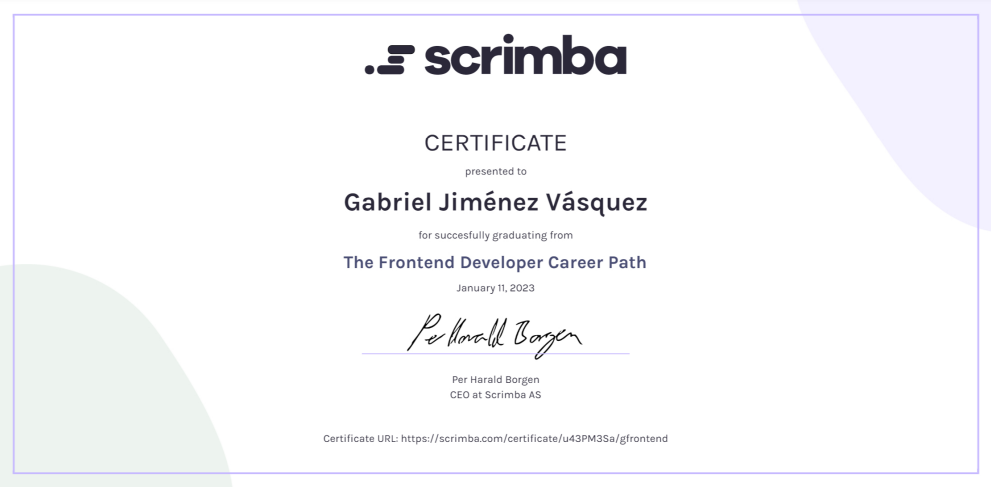 scrimba
CERTIFICATE
presented to
Gabriel Jiménez Vásquez
for succesfully graduating from
The Frontend Developer Career Path
January 11, 2023
Per Harald Borgen
Per Harald Borgen
CEO at Scrimba AS
Certificate URL: https://scrimba.com/certificate/u43PM3Sa/gfrontend